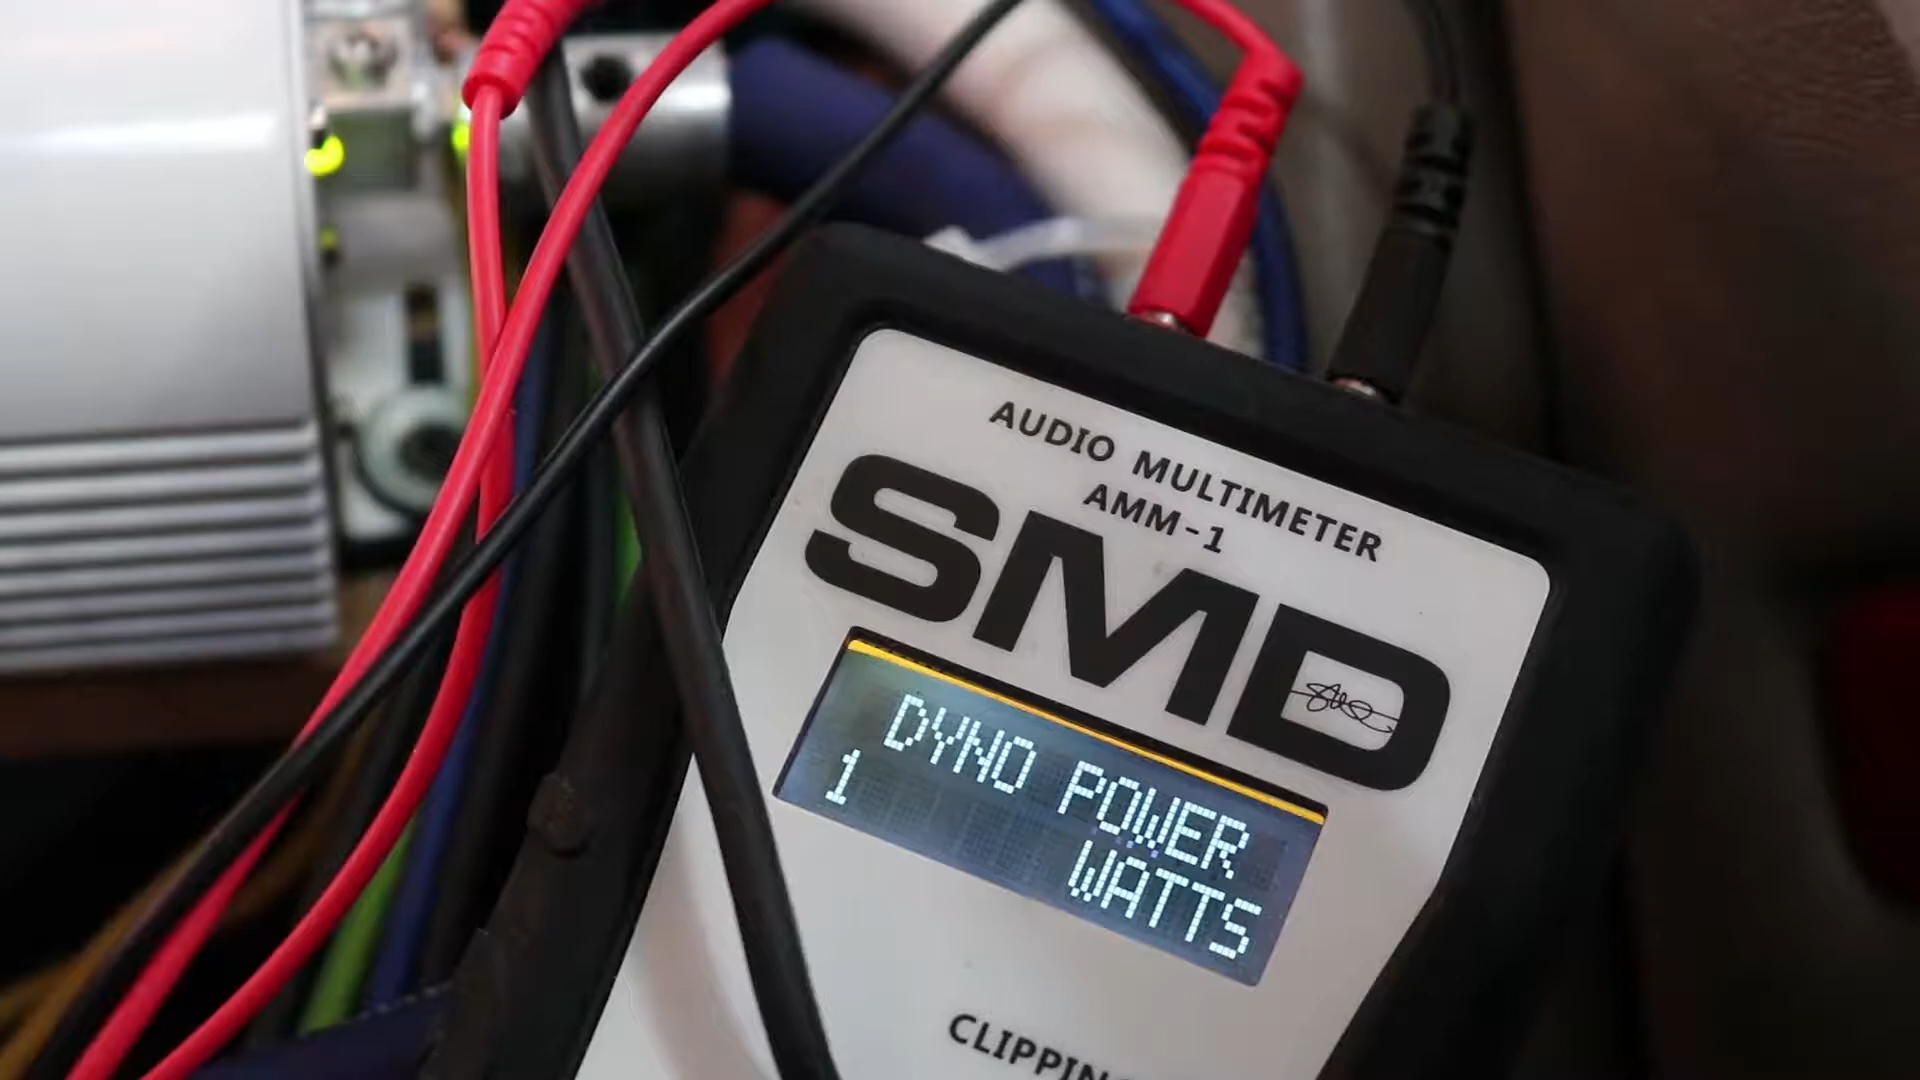 AUDIO MULTIMETER
AMM-1
SMD
DYNO POWER
1 WATTS